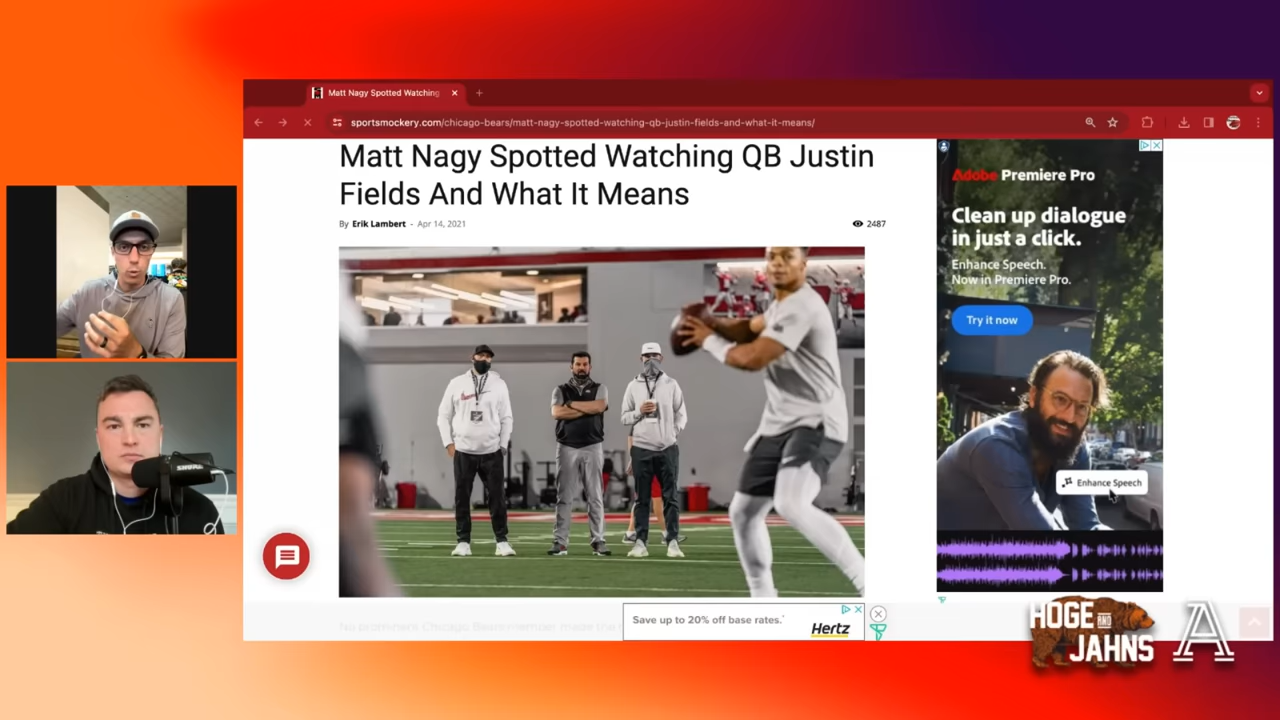 Matt Nagy Spotted Watching
sportsmockery.com/chicago-bears/matt-nagy-spotted-watching-qb-justin-fields-and-what-it-means/
Matt Nagy Spotted Watching QB Justin
Fields And What It Means
By Erik Lambert - Apr 14, 2021
2487
Adobe Premiere Pro
Clean up dialogue
in just a click.
Enhance Speech.
Now in Premiere Pro.
Try it now
Enhance Speech
SHURE
Save up to 20% off base rates.*
Hertz
HOGE AND
JAHNS
A